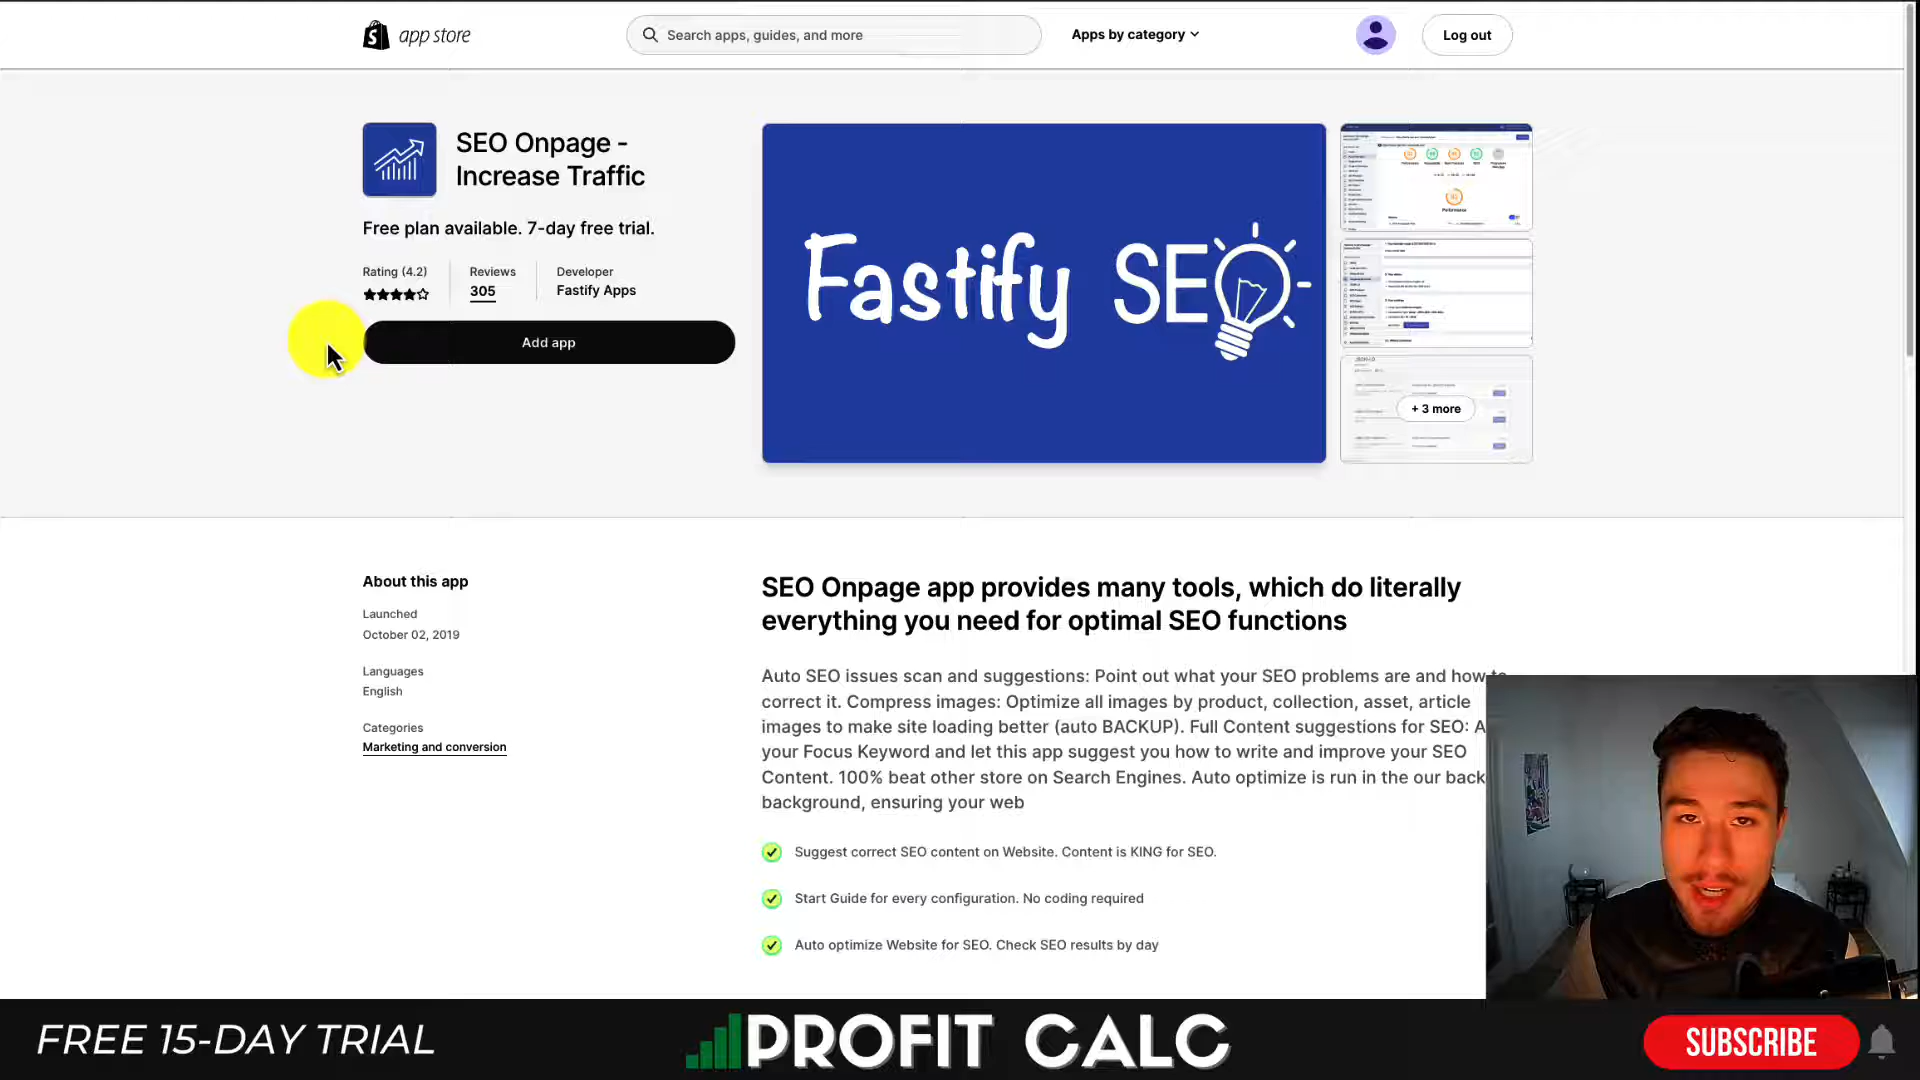 app store
Search apps, guides, and more
Apps by category
Log out
SEO Onpage -
Increase Traffic
Free plan available. 7-day free trial.
Rating (4.2)
Reviews
305
Developer
Fastify Apps
Add app
Fastify SEO
+ 3 more
About this app
Launched
October 02, 2019
Languages
English
Categories
Marketing and conversion
SEO Onpage app provides many tools, which do literally
everything you need for optimal SEO functions
Auto SEO issues scan and suggestions: Point out what your SEO problems are and how to
correct it. Compress images: Optimize all images by product, collection, asset, article
images to make site loading better (auto BACKUP). Full Content suggestions for SEO: A
your Focus Keyword and let this app suggest you how to write and improve your SEO
Content. 100% beat other store on Search Engines. Auto optimize is run in the our back
background, ensuring your web
Suggest correct SEO content on Website. Content is KING for SEO.
Start Guide for every configuration. No coding required
Auto optimize Website for SEO. Check SEO results by day
FREE 15-DAY TRIAL
PROFIT CALC
SUBSCRIBE